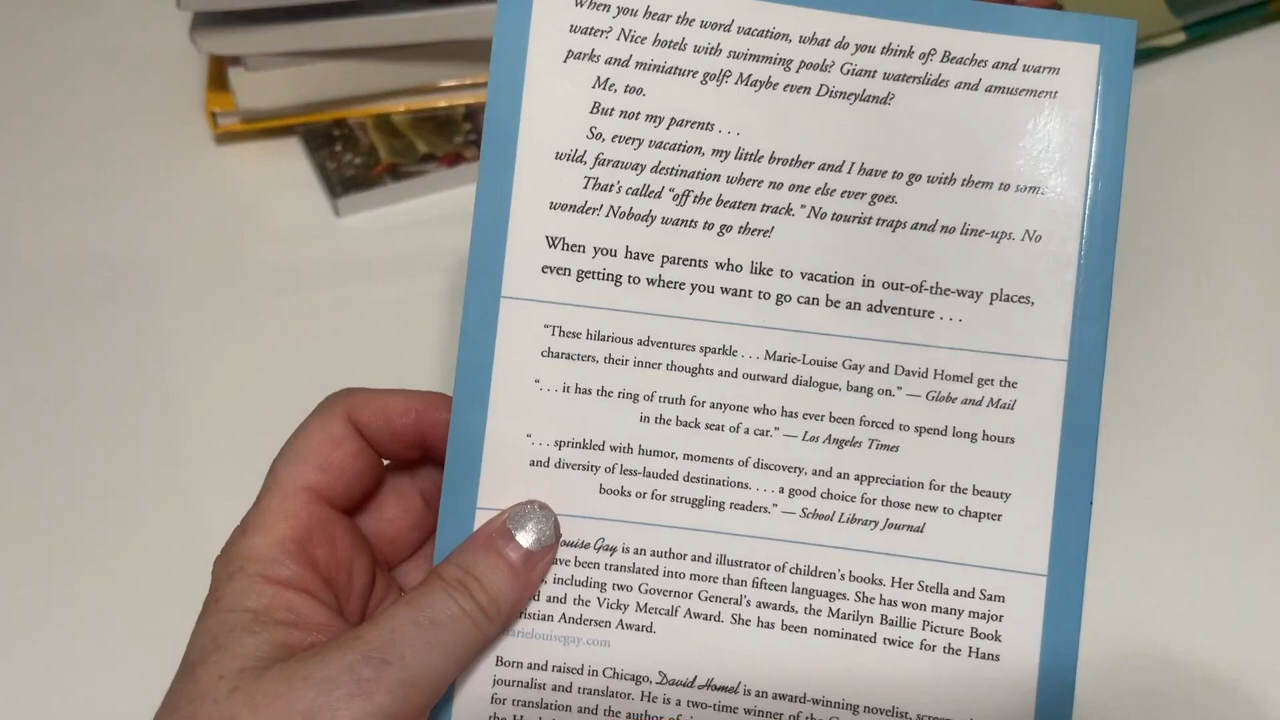 When you hear the word vacation, what do you think of? Beaches and warm
water? Nice hotels with swimming pools? Giant waterslides and amusement
parks and miniature golf? Maybe even Disneyland?
Me, too.
But not my parents . . .
So, every vacation, my little brother and I have to go with them to some
wild, faraway destination where no one else ever goes.
That's called “off the beaten track.” No tourist traps and no line-ups. No
wonder! Nobody wants to go there!
When you have parents who like to vacation in out-of-the-way places,
even getting to where you want to go can be an adventure . . .
“These hilarious adventures sparkle . . . Marie-Louise Gay and David Homel get the
characters, their inner thoughts and outward dialogue, bang on.” — Globe and Mail
“. . . it has the ring of truth for anyone who has ever been forced to spend long hours
in the back seat of a car.” — Los Angeles Times
“. . . sprinkled with humor, moments of discovery, and an appreciation for the beauty
and diversity of less-lauded destinations. . . . a good choice for those new to chapter
books or for struggling readers.” — School Library Journal
ouise Gay is an author and illustrator of children's books. Her Stella and Sam
ave been translated into more than fifteen languages. She has won many major
, including two Governor General's awards, the Marilyn Baillie Picture Book
d and the Vicky Metcalf Award. She has been nominated twice for the Hans
ristian Andersen Award.
arielouisegay.com
Born and raised in Chicago, David Homel is an award-winning novelist,
journalist and translator. He is a two-time winner of the
for translation and the author of